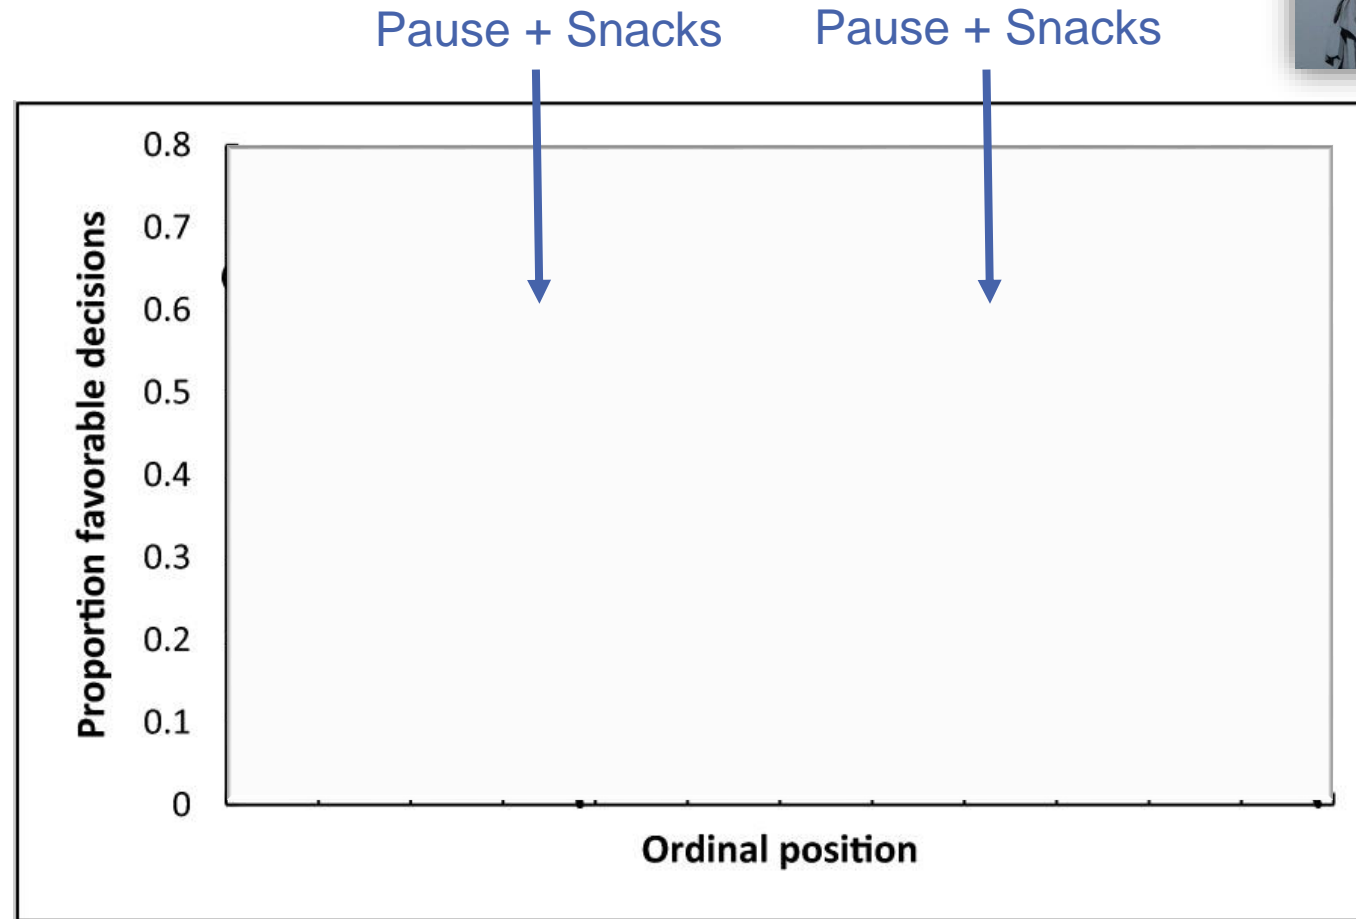 Pause + Snacks
Pause + Snacks
0.8
0.7
0.6
0.5
0.4
0.3
0.2
0.1
0
Proportion favorable decisions
Ordinal position